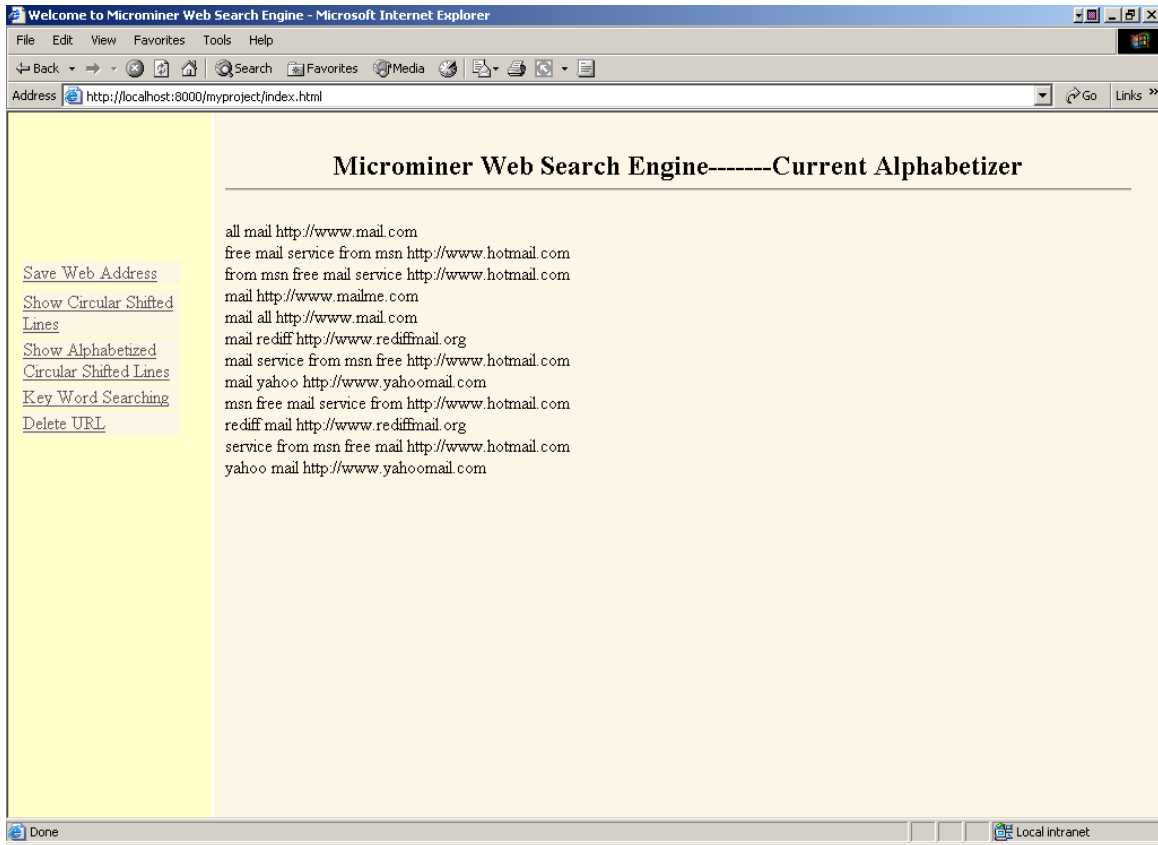 Welcome to Microminer Web Search Engine - Microsoft Internet Explorer
File Edit View Favorites Tools Help
Back Search Favorites Media
Address http://localhost:8000/myproject/index.html Go Links »
Microminer Web Search Engine-------Current Alphabetizer
Save Web Address
Show Circular Shifted
Lines
Show Alphabetized
Circular Shifted Lines
Key Word Searching
Delete URL
all mail http://www.mail.com
free mail service from msn http://www.hotmail.com
from msn free mail service http://www.hotmail.com
mail http://www.mailme.com
mail all http://www.mail.com
mail rediff http://www.rediffmail.org
mail service from msn free http://www.hotmail.com
mail yahoo http://www.yahoomail.com
msn free mail service from http://www.hotmail.com
rediff mail http://www.rediffmail.org
service from msn free mail http://www.hotmail.com
yahoo mail http://www.yahoomail.com
Done Local intranet